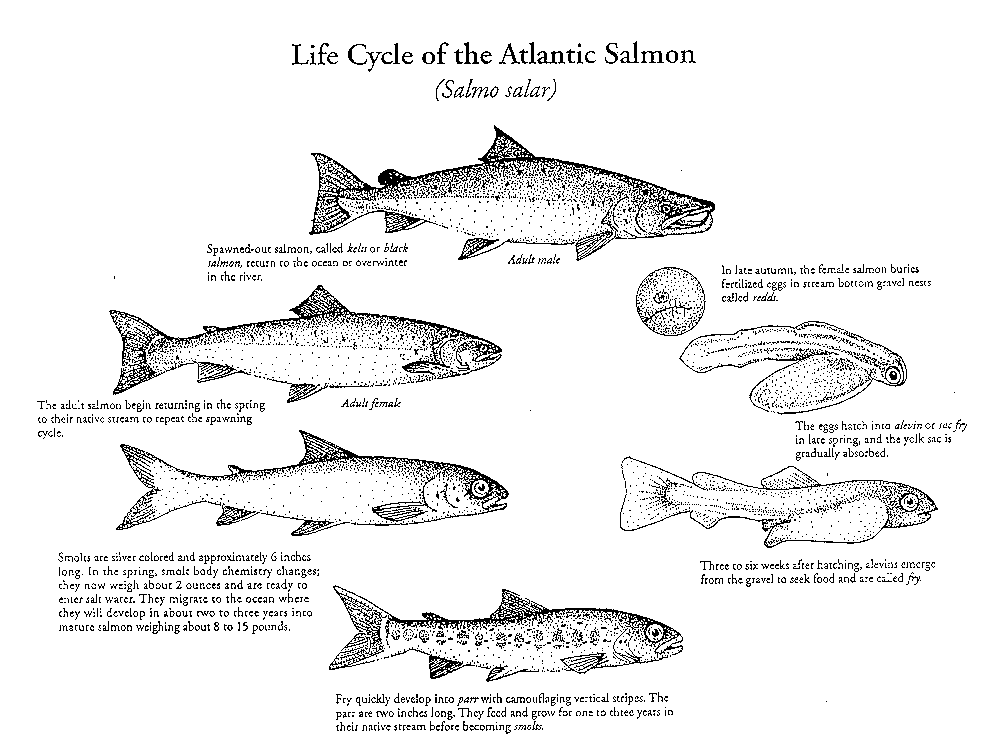 Life Cycle of the Atlantic Salmon
(Salmo salar)
Spawned-out salmon, called kelts or black
salmon, return to the ocean or overwinter
in the river.
Adult male
In late autumn, the female salmon buries
fertilized eggs in stream bottom gravel nests
called redds.
The adult salmon begin returning in the spring
to their native stream to repeat the spawning
cycle.
Adult female
The eggs hatch into alevin or sac fry
in late spring, and the yolk sac is
gradually absorbed.
Smolts are silver colored and approximately 6 inches
long. In the spring, smolt body chemistry changes;
they now weigh about 2 ounces and are ready to
enter salt water. They migrate to the ocean where
they will develop in about two to three years into
mature salmon weighing about 8 to 15 pounds.
Three to six weeks after hatching, alevins emerge
from the gravel to seek food and are called fry.
Fry quickly develop into parr with camouflaging vertical stripes. The
parr are two inches long. They feed and grow for one to three years in
their native stream before becoming smolts.